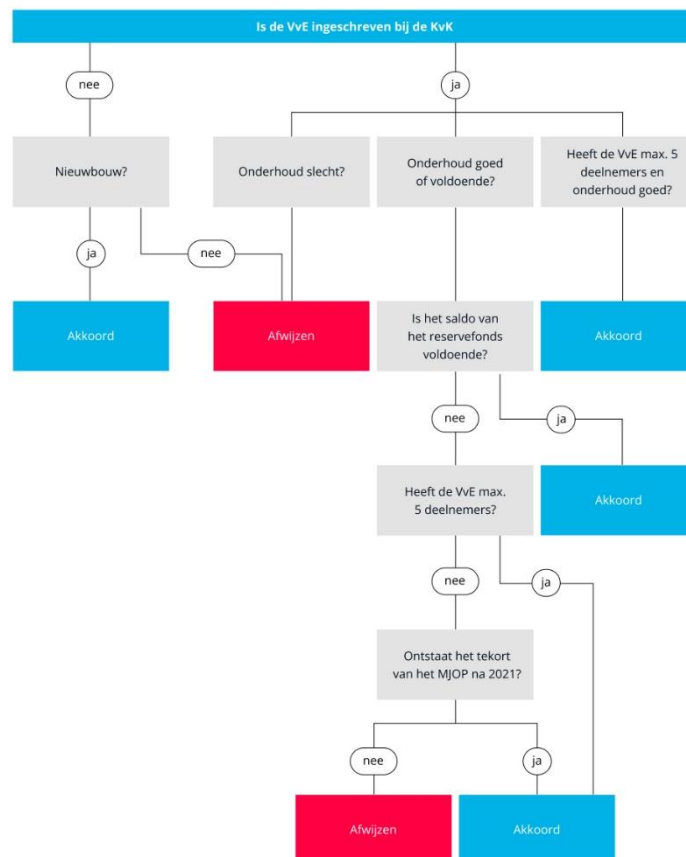 Is de VvE ingeschreven bij de KvK
nee
ja
Nieuwbouw?
Onderhoud slecht?
Onderhoud goed
of voldoende?
Heeft de VvE max. 5
deelnemers en
onderhoud goed?
ja
nee
Akkoord
Afwijzen
Is het saldo van
het reservefonds
voldoende?
Akkoord
nee
ja
Heeft de VvE max.
5 deelnemers?
Akkoord
nee
ja
Ontstaat het tekort
van het MJOP na 2021?
nee
ja
Afwijzen
Akkoord